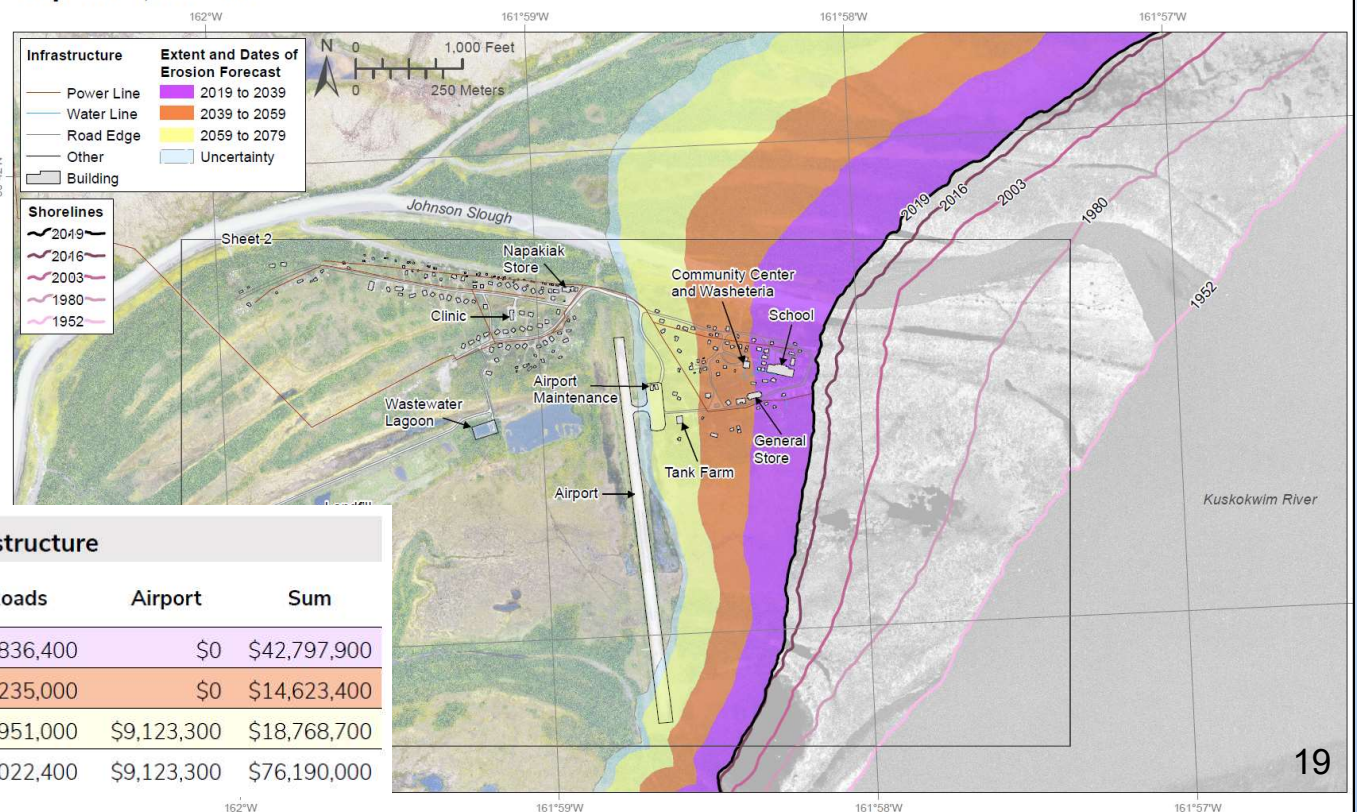 162°W 161°59'W 161°58'W 161°57'W
Infrastructure
Power Line
Water Line
Road Edge
Other
Building
Extent and Dates of
Erosion Forecast
2019 to 2039
2039 to 2059
2059 to 2079
Uncertainty
N
0 1,000 Feet
0 250 Meters
Shorelines
2019
2016
2003
1980
1952
Johnson Slough
Sheet 2
2019
2016
2003
1980
1952
Napakiak
Store
Clinic
Community Center
and Washeteria
School
Airport
Maintenance
Wastewater
Lagoon
General
Store
Tank Farm
Airport
Kuskokwim River
structure
oads Airport Sum
836,400 $0 $42,797,900
235,000 $0 $14,623,400
951,000 $9,123,300 $18,768,700
022,400 $9,123,300 $76,190,000
19
162°W 161°59'W 161°58'W 161°57'W